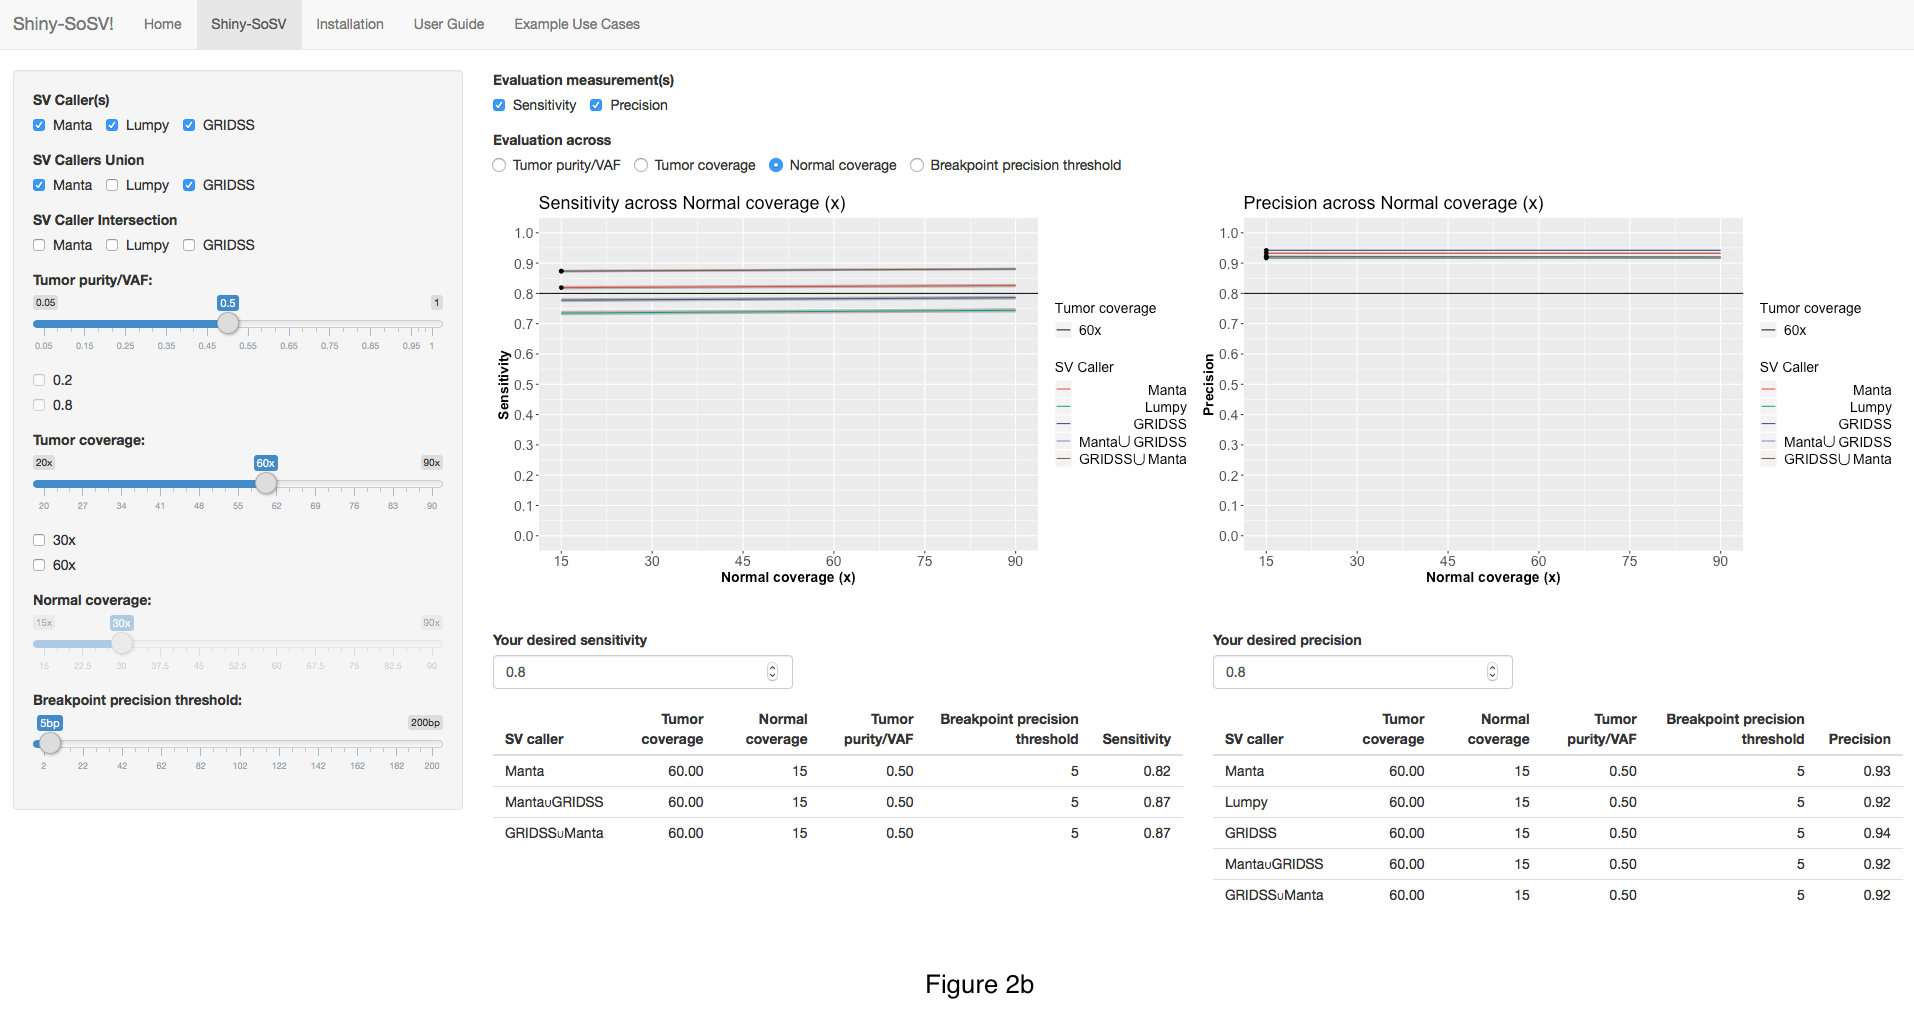 Shiny-SoSV! Home Shiny-SoSV Installation User Guide Example Use Cases
SV Caller(s)
Manta Lumpy GRIDSS
SV Callers Union
Manta Lumpy GRIDSS
SV Caller Intersection
Manta Lumpy GRIDSS
Tumor purity/VAF:
0.05 0.5 1
0.05 0.15 0.25 0.35 0.45 0.55 0.65 0.75 0.85 0.95 1
0.2
0.8
Tumor coverage:
20x 60x 90x
20 27 34 41 48 55 62 69 76 83 90
30x
60x
Normal coverage:
15x 30x 90x
15 22.5 30 37.5 45 52.5 60 67.5 75 82.5 90
Breakpoint precision threshold:
5bp 200bp
2 22 42 62 82 102 122 142 162 182 200
Evaluation measurement(s)
Sensitivity Precision
Evaluation across
Tumor purity/VAF Tumor coverage Normal coverage Breakpoint precision threshold
Sensitivity across Normal coverage (x)
Sensitivity
1.0
0.9
0.8
0.7
0.6
0.5
0.4
0.3
0.2
0.1
0.0
15 30 45 60 75 90
Normal coverage (x)
Tumor coverage
60x
SV Caller
Manta
Lumpy
GRIDSS
Manta∪ GRIDSS
GRIDSS∪ Manta
Precision across Normal coverage (x)
Precision
1.0
0.9
0.8
0.7
0.6
0.5
0.4
0.3
0.2
0.1
0.0
15 30 45 60 75 90
Normal coverage (x)
Tumor coverage
60x
SV Caller
Manta
Lumpy
GRIDSS
Manta∪ GRIDSS
GRIDSS∪ Manta
Your desired sensitivity
0.8
Tumor Normal Tumor Breakpoint precision
SV caller coverage coverage purity/VAF threshold Sensitivity
Manta 60.00 15 0.50 5 0.82
Manta∪GRIDSS 60.00 15 0.50 5 0.87
GRIDSS∪Manta 60.00 15 0.50 5 0.87
Your desired precision
0.8
Tumor Normal Tumor Breakpoint precision
SV caller coverage coverage purity/VAF threshold Precision
Manta 60.00 15 0.50 5 0.93
Lumpy 60.00 15 0.50 5 0.92
GRIDSS 60.00 15 0.50 5 0.94
Manta∪GRIDSS 60.00 15 0.50 5 0.92
GRIDSS∪Manta 60.00 15 0.50 5 0.92
Figure 2b